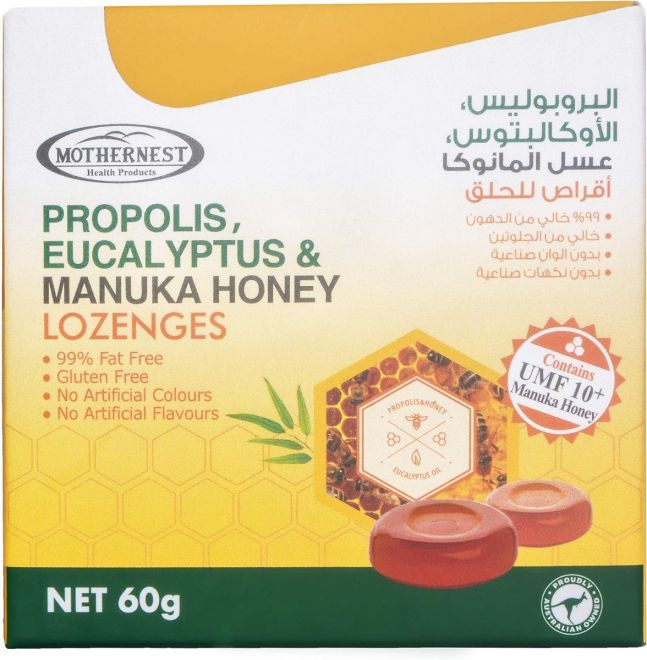 MOTHERNEST
Health Products
البروبوليس،
الأوكالبتوس،
عسل المانوكا
أقراص للحلق
• ٩٩% خالي من الدهون
• خالي من الجلوتين
• بدون الوان صناعية
• بدون نكهات صناعية
PROPOLIS,
EUCALYPTUS &
MANUKA HONEY
LOZENGES
• 99% Fat Free
• Gluten Free
• No Artificial Colours
• No Artificial Flavours
Contains
UMF 10+
Manuka Honey
PROPOLIS&HONEY
EUCALYPTUS OIL
NET 60g
PROUDLY
AUSTRALIAN OWNED